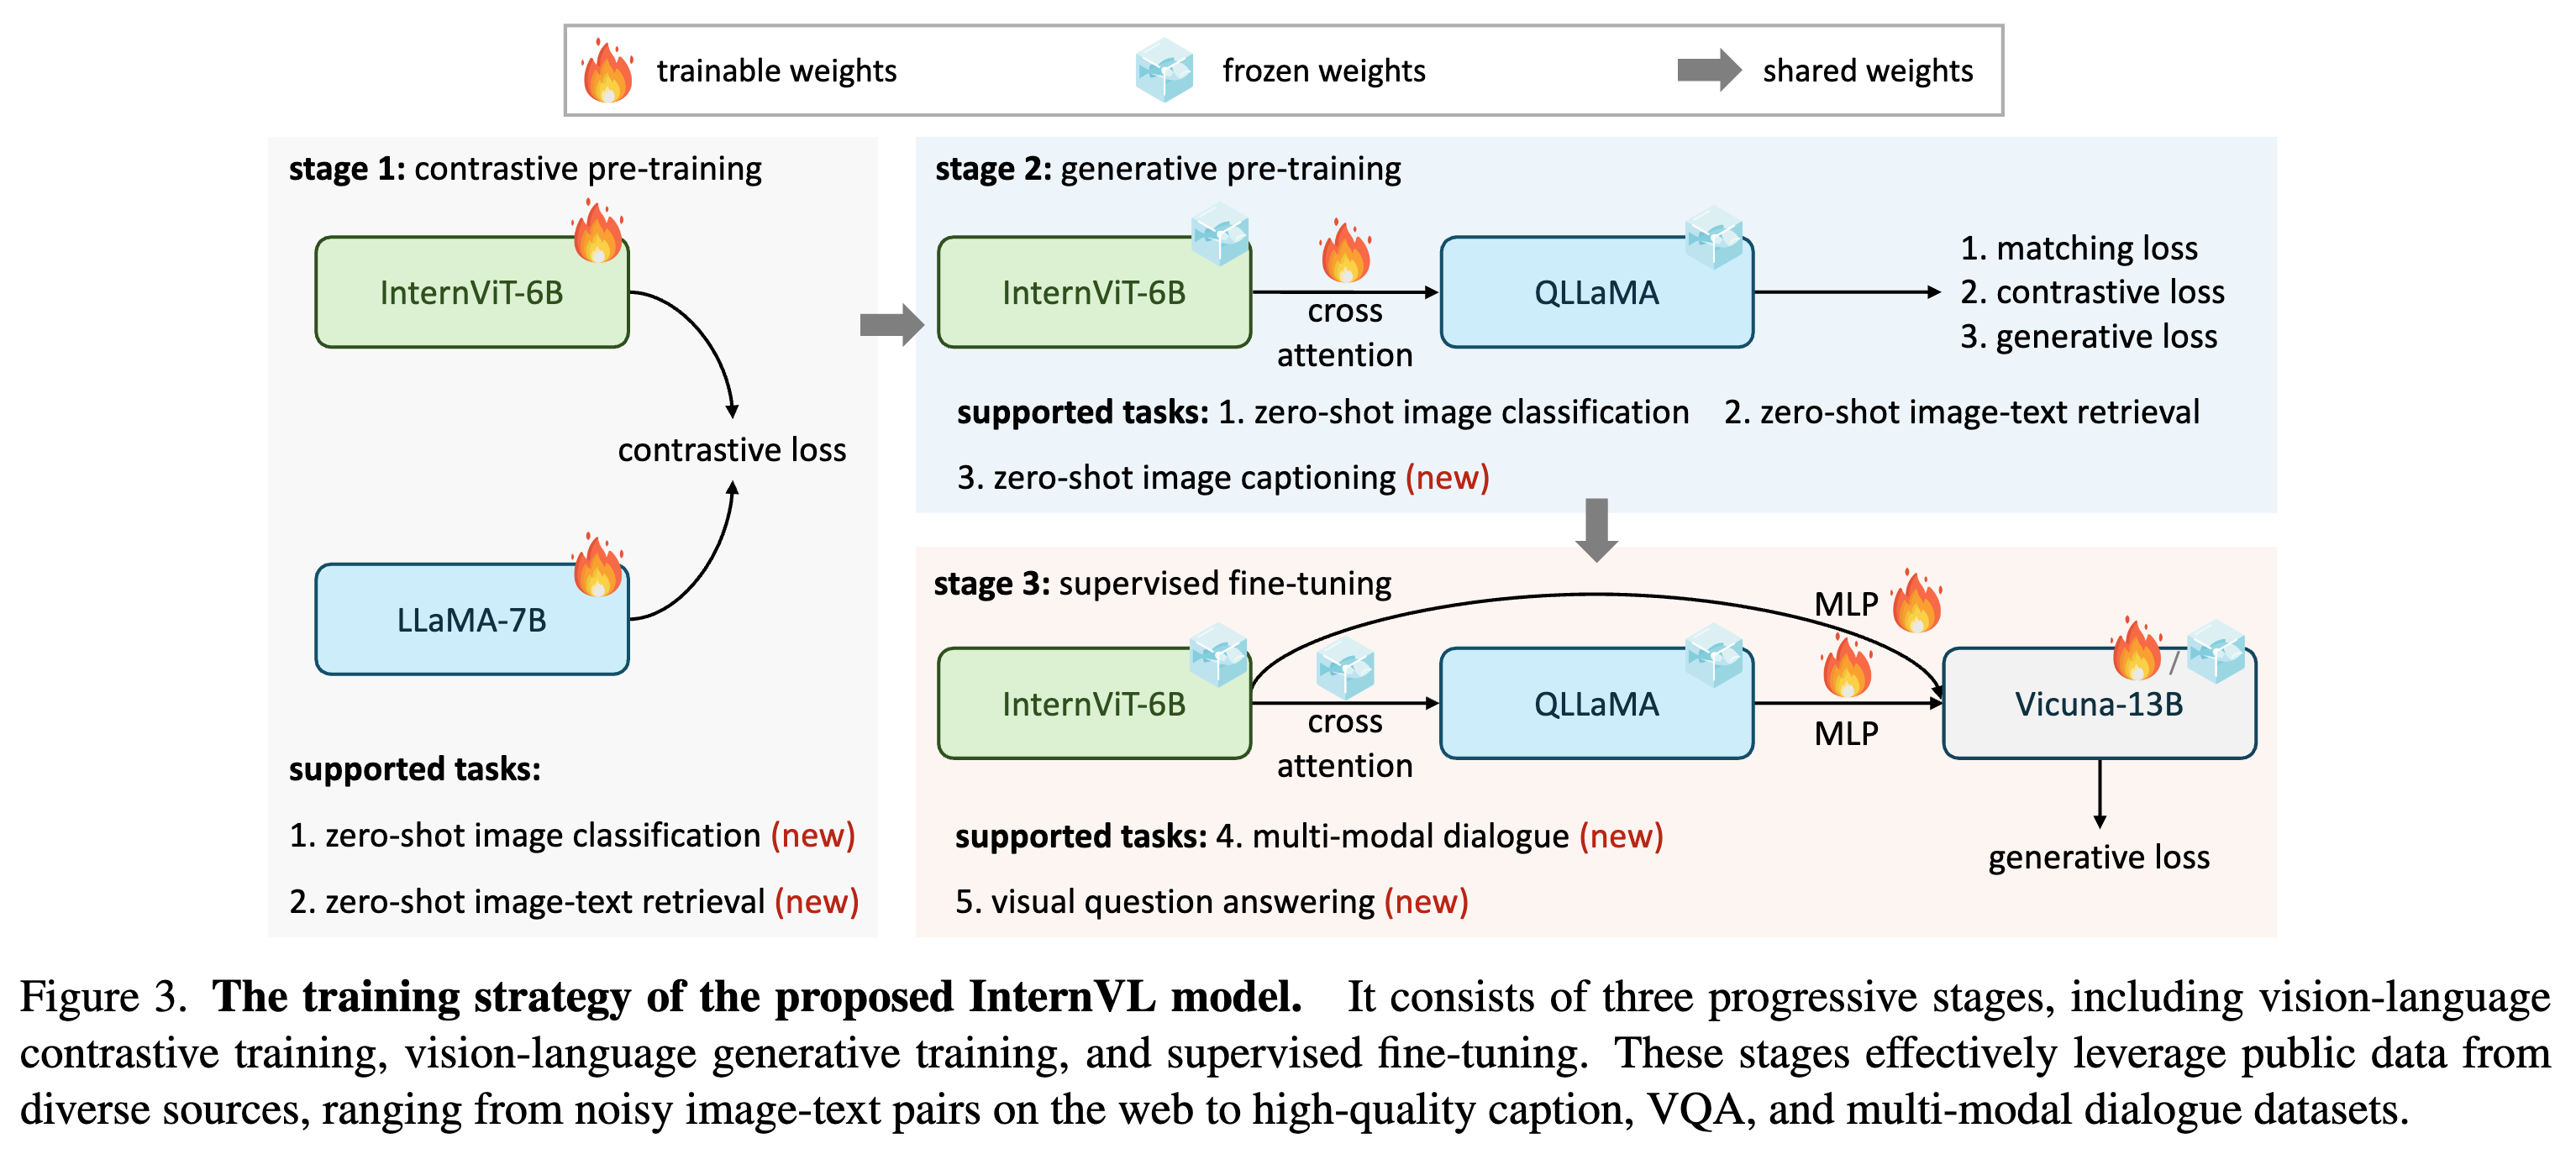 trainable weights
frozen weights
shared weights
stage 1: contrastive pre-training
InternViT-6B
contrastive loss
LLaMA-7B
supported tasks:
1. zero-shot image classification (new)
2. zero-shot image-text retrieval (new)
stage 2: generative pre-training
InternViT-6B
cross
attention
QLLaMA
1. matching loss
2. contrastive loss
3. generative loss
supported tasks: 1. zero-shot image classification 2. zero-shot image-text retrieval
3. zero-shot image captioning (new)
stage 3: supervised fine-tuning
MLP
InternViT-6B
cross
attention
QLLaMA
MLP
/
Vicuna-13B
generative loss
supported tasks: 4. multi-modal dialogue (new)
5. visual question answering (new)
Figure 3. The training strategy of the proposed InternVL model. It consists of three progressive stages, including vision-language
contrastive training, vision-language generative training, and supervised fine-tuning. These stages effectively leverage public data from
diverse sources, ranging from noisy image-text pairs on the web to high-quality caption, VQA, and multi-modal dialogue datasets.